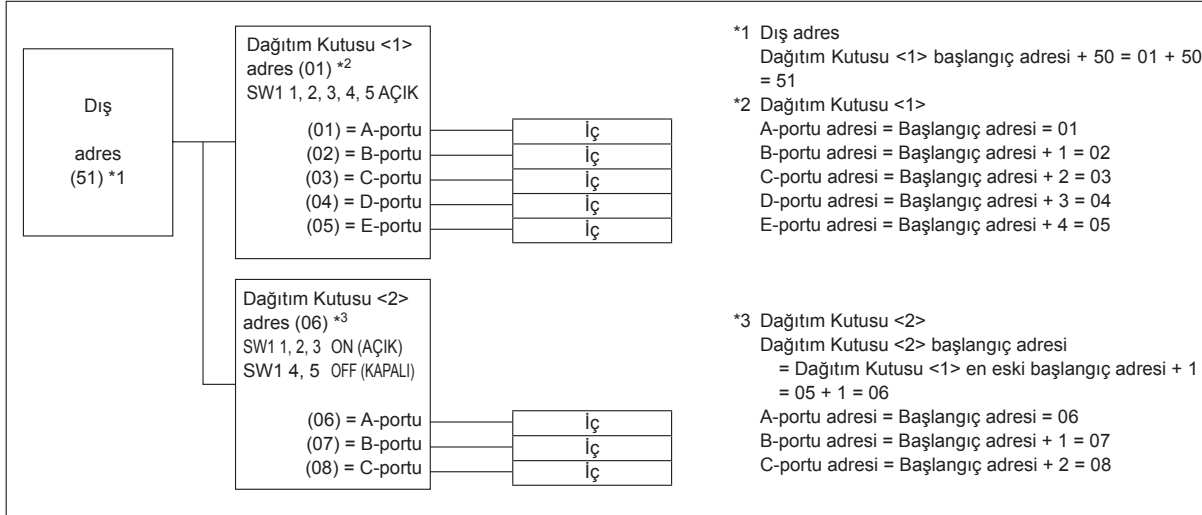 Dış
adres
(51) *1
Dağıtım Kutusu <1>
adres (01) *2
SW1 1, 2, 3, 4, 5 AÇIK
(01) = A-portu
(02) = B-portu
(03) = C-portu
(04) = D-portu
(05) = E-portu
İç
İç
İç
İç
İç
Dağıtım Kutusu <2>
adres (06) *3
SW1 1, 2, 3 ON (AÇIK)
SW1 4, 5 OFF (KAPALI)
(06) = A-portu
(07) = B-portu
(08) = C-portu
İç
İç
İç
*1 Dış adres
Dağıtım Kutusu <1> başlangıç adresi + 50 = 01 + 50
= 51
*2 Dağıtım Kutusu <1>
A-portu adresi = Başlangıç adresi = 01
B-portu adresi = Başlangıç adresi + 1 = 02
C-portu adresi = Başlangıç adresi + 2 = 03
D-portu adresi = Başlangıç adresi + 3 = 04
E-portu adresi = Başlangıç adresi + 4 = 05
*3 Dağıtım Kutusu <2>
Dağıtım Kutusu <2> başlangıç adresi
= Dağıtım Kutusu <1> en eski başlangıç adresi + 1
= 05 + 1 = 06
A-portu adresi = Başlangıç adresi = 06
B-portu adresi = Başlangıç adresi + 1 = 07
C-portu adresi = Başlangıç adresi + 2 = 08